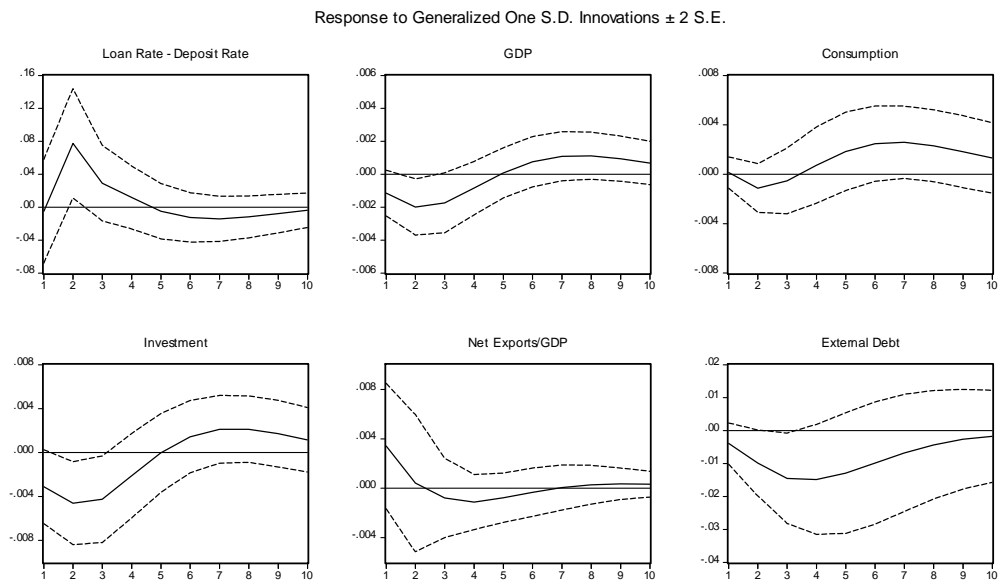 Response to Generalized One S.D. Innovations ± 2 S.E.
Loan Rate - Deposit Rate
.16
.12
.08
.04
.00
-.04
-.08
1 2 3 4 5 6 7 8 9 10
GDP
.006
.004
.002
.000
-.002
-.004
-.006
1 2 3 4 5 6 7 8 9 10
Consumption
.008
.004
.000
-.004
-.008
1 2 3 4 5 6 7 8 9 10
Investment
.008
.004
.000
-.004
-.008
1 2 3 4 5 6 7 8 9 10
Net Exports/GDP
.008
.004
.000
-.004
1 2 3 4 5 6 7 8 9 10
External Debt
.02
.01
.00
-.01
-.02
-.03
-.04
1 2 3 4 5 6 7 8 9 10